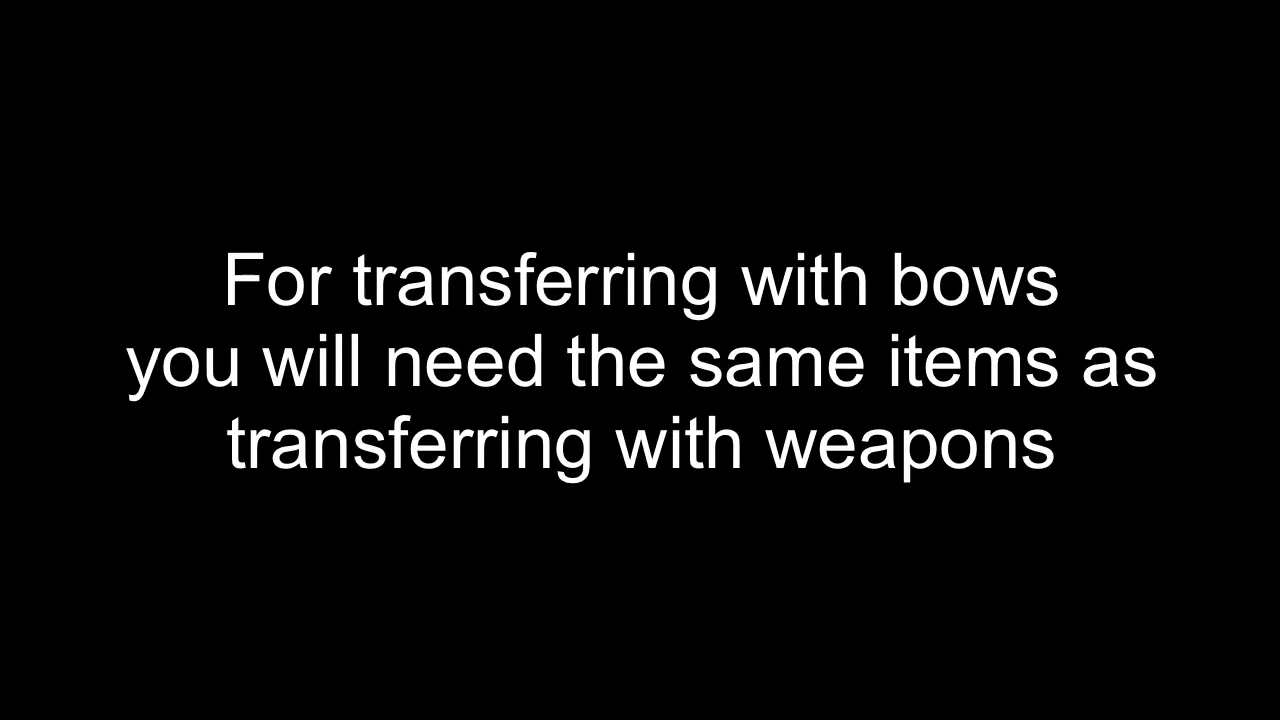 For transferring with bows
you will need the same items as
transferring with weapons